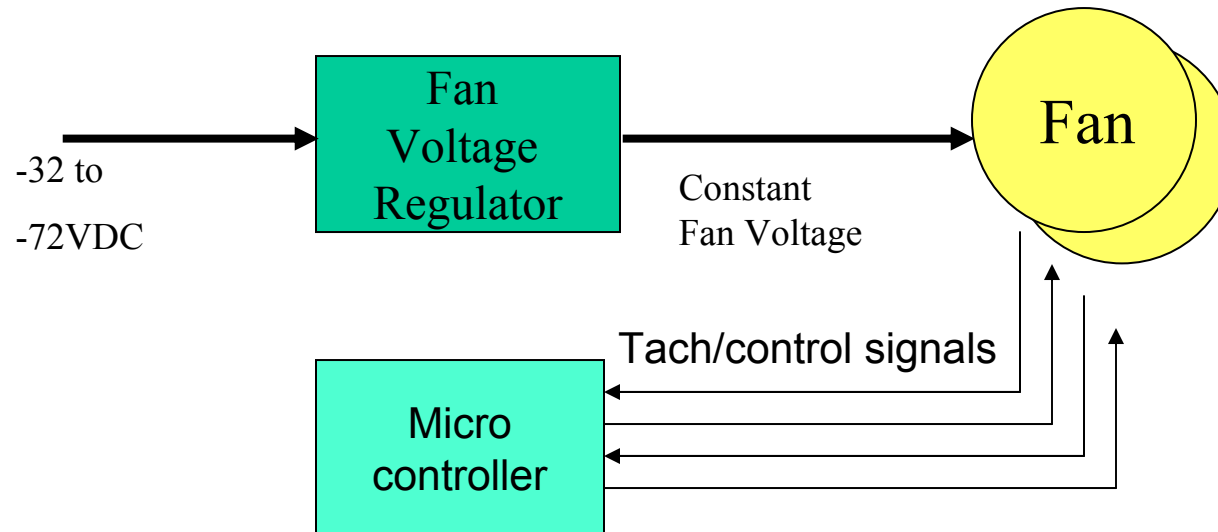 Fan
Voltage
Regulator
Fan
-32 to
-72VDC
Constant
Fan Voltage
Tach/control signals
Micro
controller